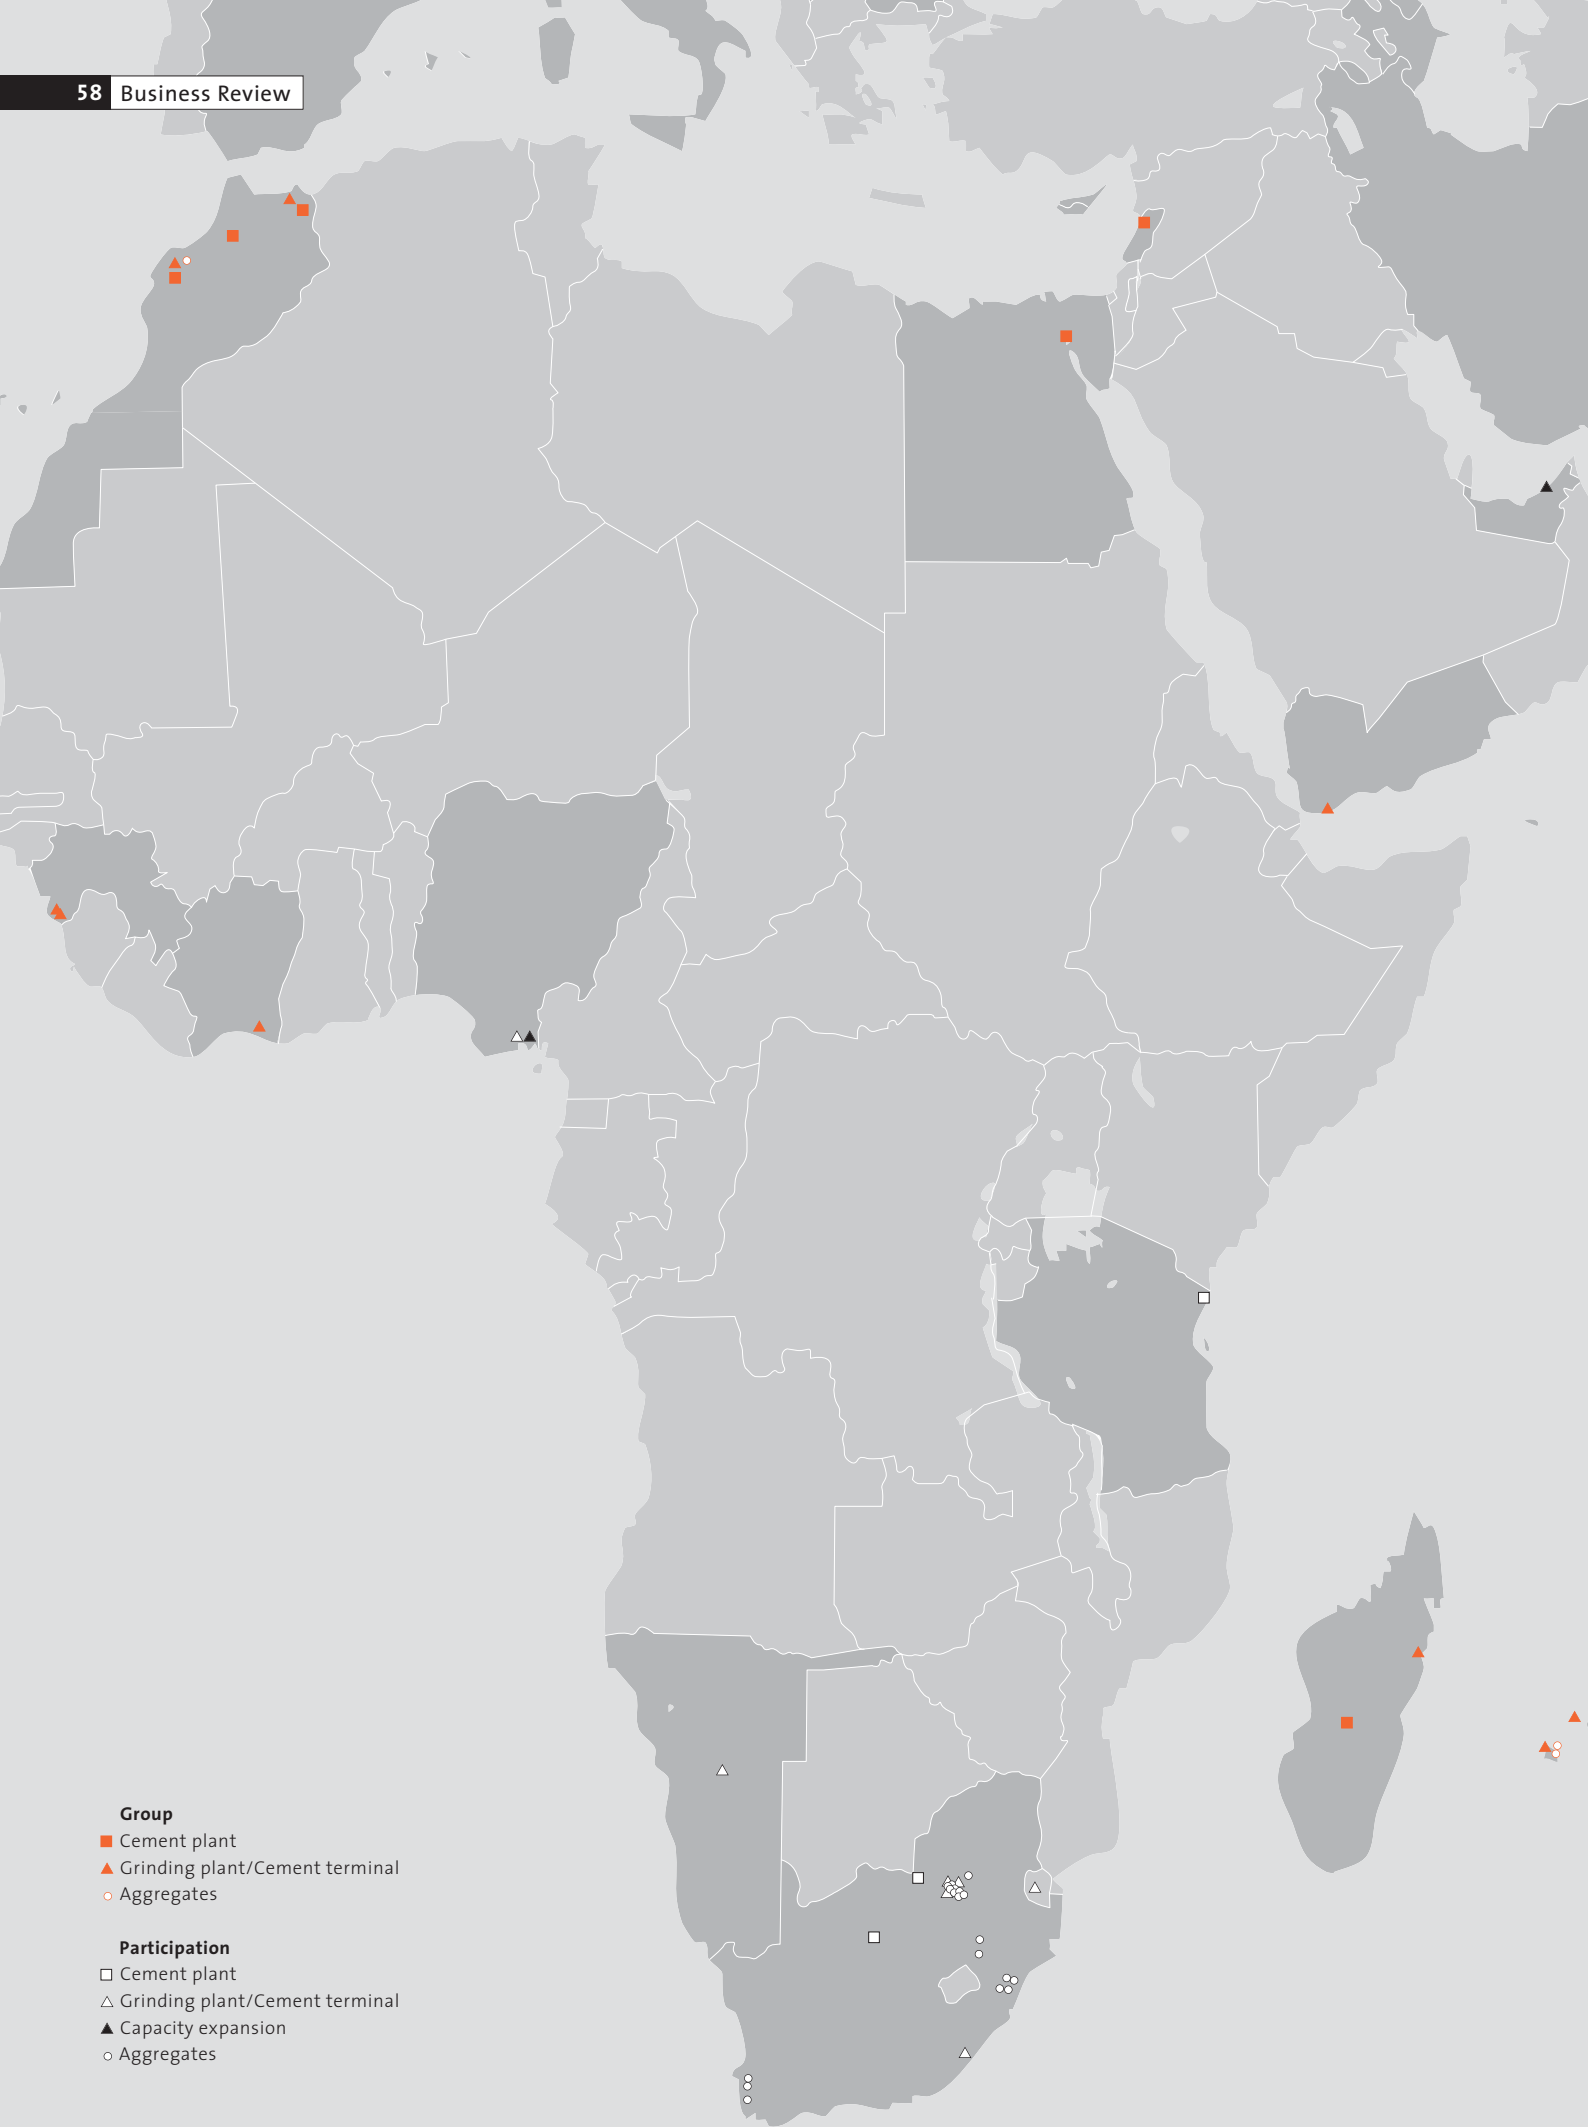 58 Business Review
Group
Cement plant
Grinding plant/Cement terminal
Aggregates
Participation
Cement plant
Grinding plant/Cement terminal
Capacity expansion
Aggregates